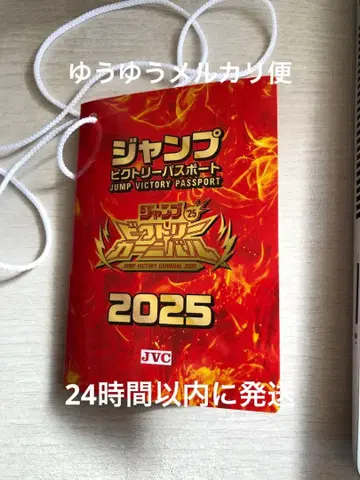 ゆうゆうメルカリ便
ジャンプ
ビクトリーパスポート
JUMP VICTORY PASSPORT
ジャンプ
25
ビクトリー
カーニバル
JUMP VICTORY CARNIVAL 2025
2025
JVC
24時間以内に発送